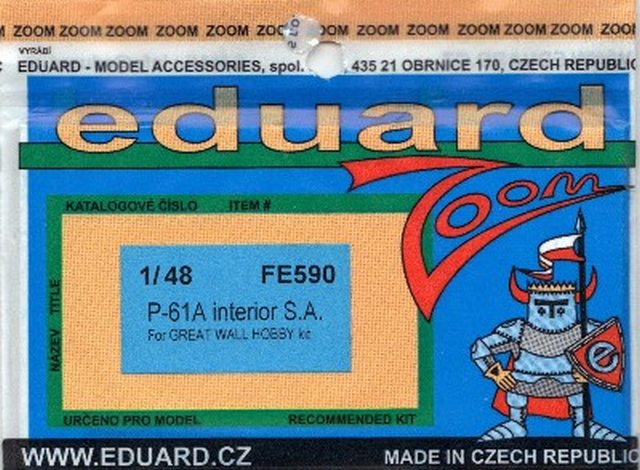 ZOOM ZOOM ZOOM ZOOM ZOOM ZOOM ZOOM ZOOM ZOOM ZOOM ZOOM ZOOM
VYRÁBÍ
EDUARD - MODEL ACCESSORIES, spol. 435 21 OBRNICE 170, CZECH REPUBLIC
eduard
Zoom
KATALOGOVÉ ČÍSLO ITEM #
NÁZEV TITLE
1/48 FE590
P-61A interior S.A.
For GREAT WALL HOBBY kit
e
URČENO PRO MODEL RECOMMENDED KIT
WWW.EDUARD.CZ MADE IN CZECH REPUBLIC